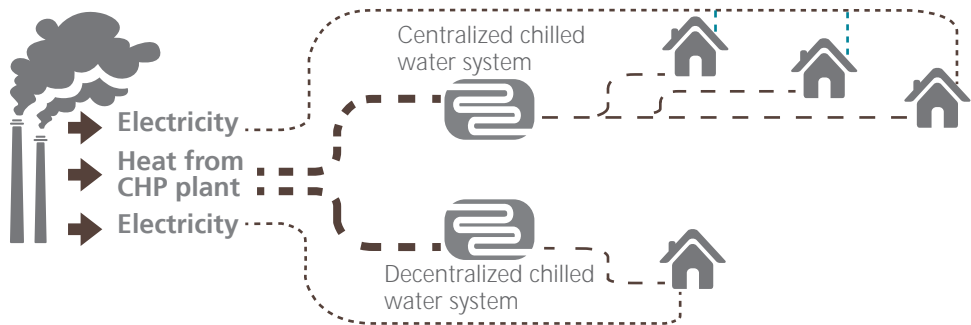 Centralized chilled
water system
Electricity
Heat from
CHP plant
Electricity
Decentralized chilled
water system